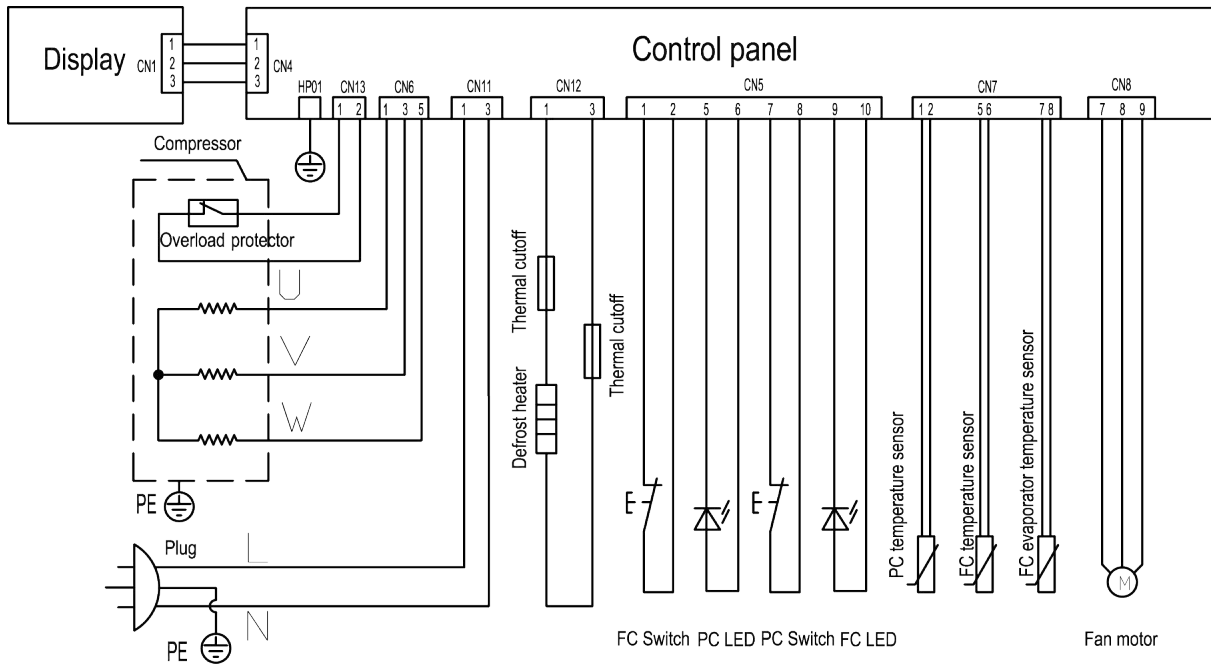 Display
CN1
1
2
3
1
2
3
CN4
Control panel
HP01
CN13
CN6
CN11
CN12
CN5
CN7
CN8
1 2
1 3 5
1 3
1 3
1 2 5 6 7 8 9 10
1 2 5 6 7 8
7 8 9
Compressor
Overload protector
U
V
W
PE
Plug
L
N
PE
Thermal cutoff
Defrost heater
Thermal cutoff
PC temperature sensor
FC temperature sensor
FC evaporator temperature sensor
M
FC Switch PC LED PC Switch FC LED
Fan motor